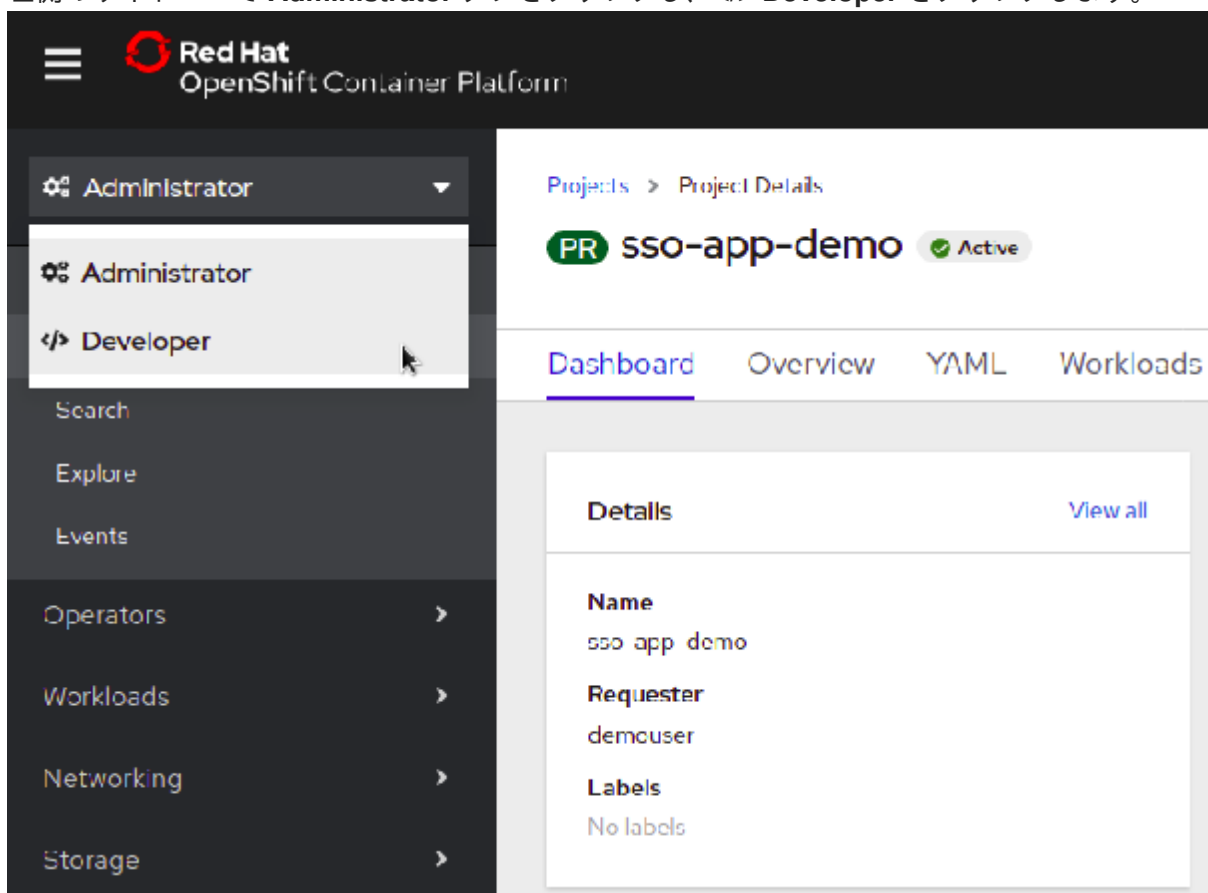 Administrator
Developer
Red Hat
OpenShift Container Platform
Administrator
Administrator
Developer
Search
Explore
Events
Operators
Workloads
Networking
Storage
Projects > Project Details
PR sso-app-demo Active
Dashboard Overview YAML Workloads
Details View all
Name
sso-app-demo
Requester
demouser
Labels
No labels